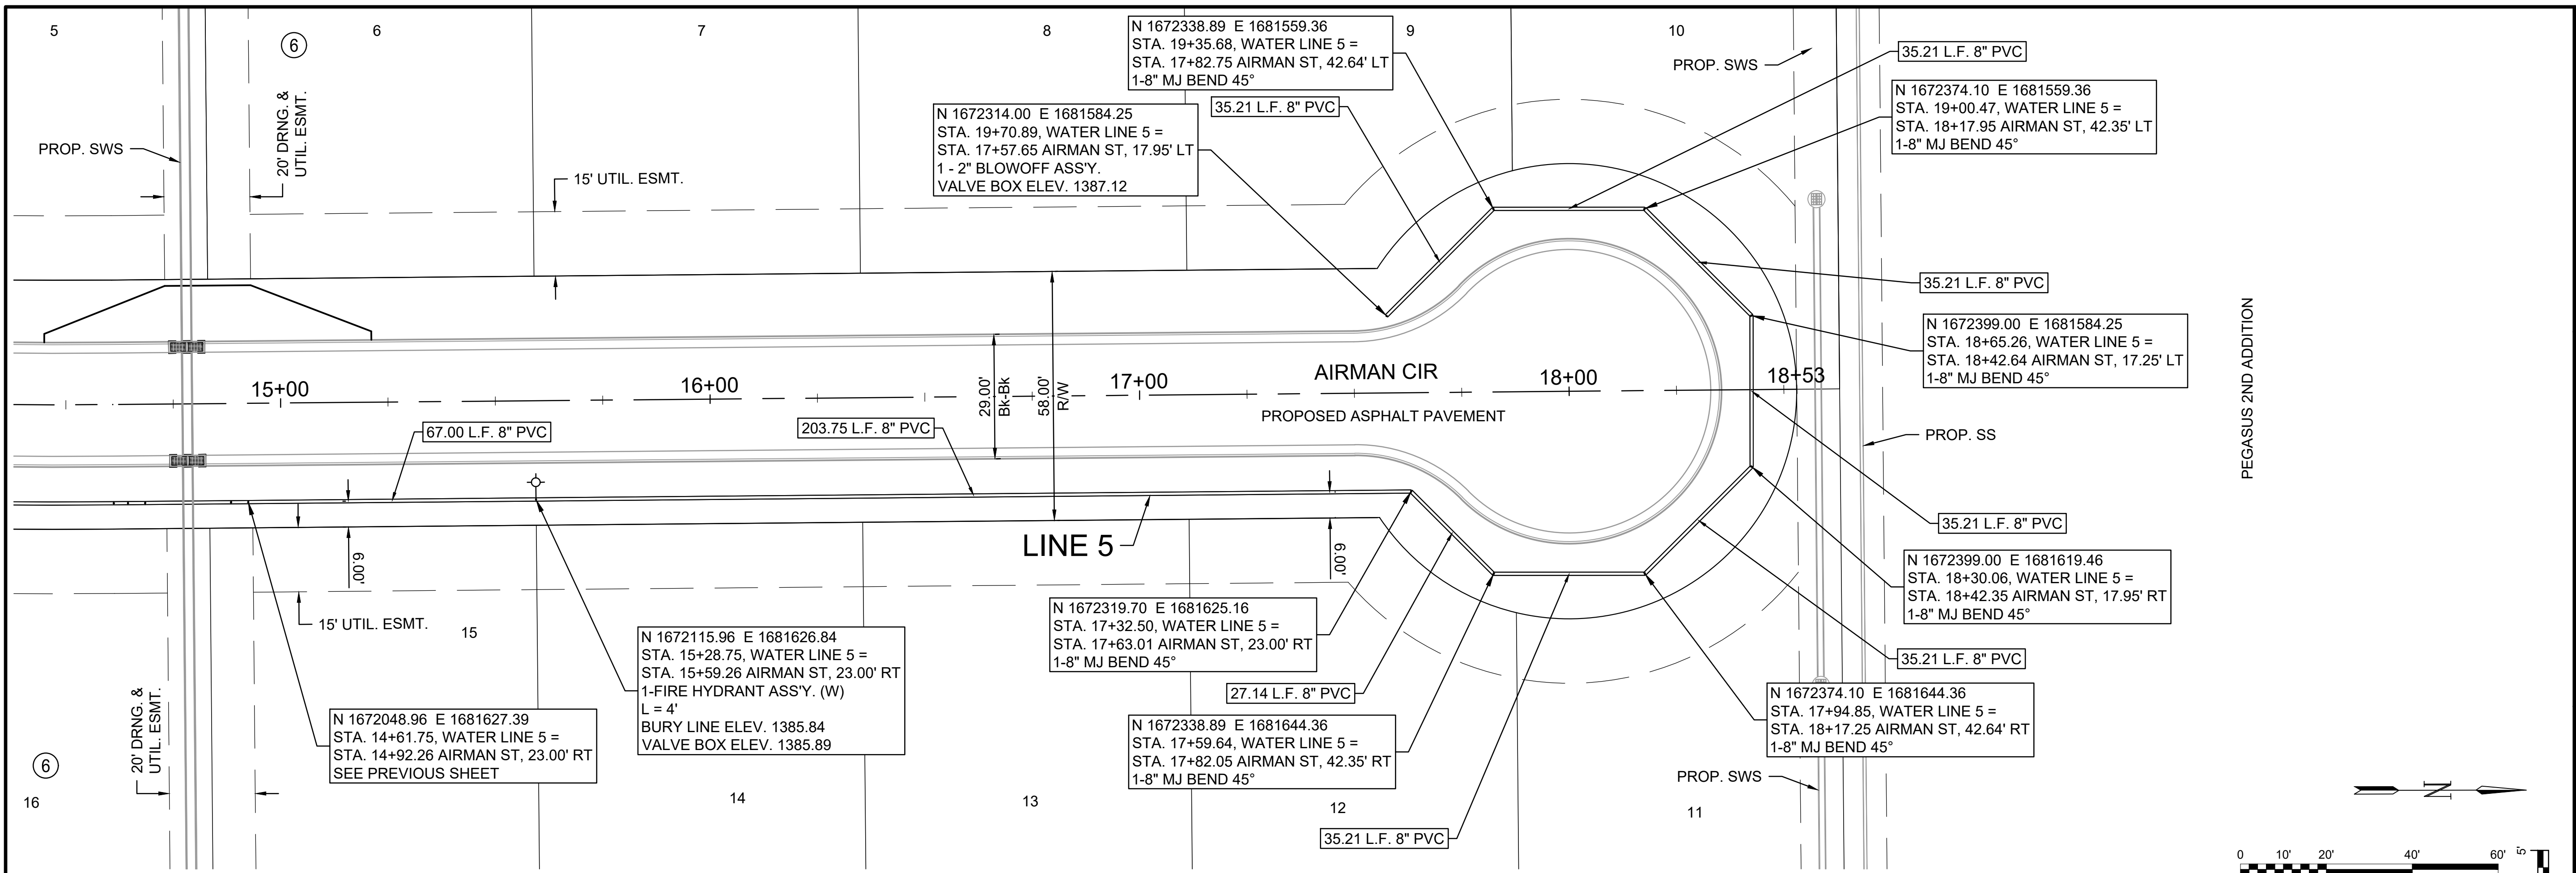 5
6
6
7
8
9
10
N 1672338.89 E 1681559.36
STA. 19+35.68, WATER LINE 5 =
STA. 17+82.75 AIRMAN ST, 42.64' LT
1-8" MJ BEND 45°
35.21 L.F. 8" PVC
PROP. SWS
N 1672374.10 E 1681559.36
STA. 19+00.47, WATER LINE 5 =
STA. 18+17.95 AIRMAN ST, 42.35' LT
1-8" MJ BEND 45°
35.21 L.F. 8" PVC
N 1672314.00 E 1681584.25
STA. 19+70.89, WATER LINE 5 =
STA. 17+57.65 AIRMAN ST, 17.95' LT
1 - 2" BLOWOFF ASS'Y.
VALVE BOX ELEV. 1387.12
20' DRNG. &
UTIL. ESMT.
PROP. SWS
15' UTIL. ESMT.
35.21 L.F. 8" PVC
N 1672399.00 E 1681584.25
STA. 18+65.26, WATER LINE 5 =
STA. 18+42.64 AIRMAN ST, 17.25' LT
1-8" MJ BEND 45°
PEGASUS 2ND ADDITION
15+00
16+00
17+00
AIRMAN CIR
18+00
18+53
29.00'
Bk-Bk
58.00'
R/W
PROPOSED ASPHALT PAVEMENT
67.00 L.F. 8" PVC
203.75 L.F. 8" PVC
PROP. SS
35.21 L.F. 8" PVC
LINE 5
6.00'
6.00'
N 1672399.00 E 1681619.46
STA. 18+30.06, WATER LINE 5 =
STA. 18+42.35 AIRMAN ST, 17.95' RT
1-8" MJ BEND 45°
N 1672319.70 E 1681625.16
STA. 17+32.50, WATER LINE 5 =
STA. 17+63.01 AIRMAN ST, 23.00' RT
1-8" MJ BEND 45°
15' UTIL. ESMT.
15
N 1672115.96 E 1681626.84
STA. 15+28.75, WATER LINE 5 =
STA. 15+59.26 AIRMAN ST, 23.00' RT
1-FIRE HYDRANT ASS'Y. (W)
L = 4'
BURY LINE ELEV. 1385.84
VALVE BOX ELEV. 1385.89
35.21 L.F. 8" PVC
27.14 L.F. 8" PVC
N 1672374.10 E 1681644.36
STA. 17+94.85, WATER LINE 5 =
STA. 18+17.25 AIRMAN ST, 42.64' RT
1-8" MJ BEND 45°
20' DRNG. &
UTIL. ESMT.
N 1672048.96 E 1681627.39
STA. 14+61.75, WATER LINE 5 =
STA. 14+92.26 AIRMAN ST, 23.00' RT
SEE PREVIOUS SHEET
N 1672338.89 E 1681644.36
STA. 17+59.64, WATER LINE 5 =
STA. 17+82.05 AIRMAN ST, 42.35' RT
1-8" MJ BEND 45°
6
16
PROP. SWS
N
14
13
12
11
35.21 L.F. 8" PVC
0 10' 20' 40' 60'
5'